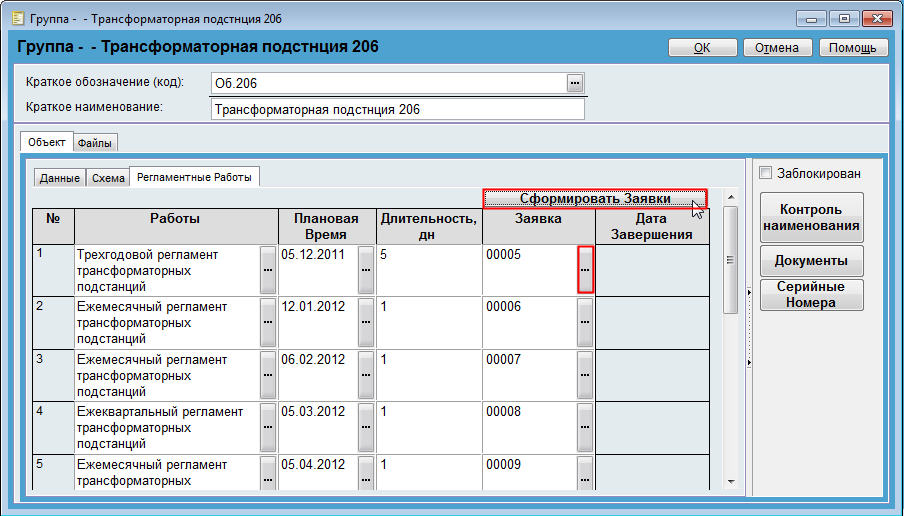 Группа - - Трансформаторная подстнция 206
Группа - - Трансформаторная подстнция 206
OK
Отмена
Помощь
Краткое обозначение (код):
Об.206
...
Краткое наименование:
Трансформаторная подстнция 206
Объект
Файлы
Данные
Схема
Регламентные Работы
Сформировать Заявки
№
Работы
Плановая
Время
Длительность,
дн
Заявка
Дата
Завершения
1
Трехгодовой регламент
трансформаторных
подстанций
...
05.12.2011
...
5
00005
...
2
Ежемесячный регламент
трансформаторных
подстанций
...
12.01.2012
...
1
00006
...
3
Ежемесячный регламент
трансформаторных
подстанций
...
06.02.2012
...
1
00007
...
4
Ежеквартальный регламент
трансформаторных
подстанций
...
05.03.2012
...
1
00008
...
5
Ежемесячный регламент
трансформаторных
...
05.04.2012
...
1
00009
...
Заблокирован
Контроль
наименования
Документы
Серийные
Номера